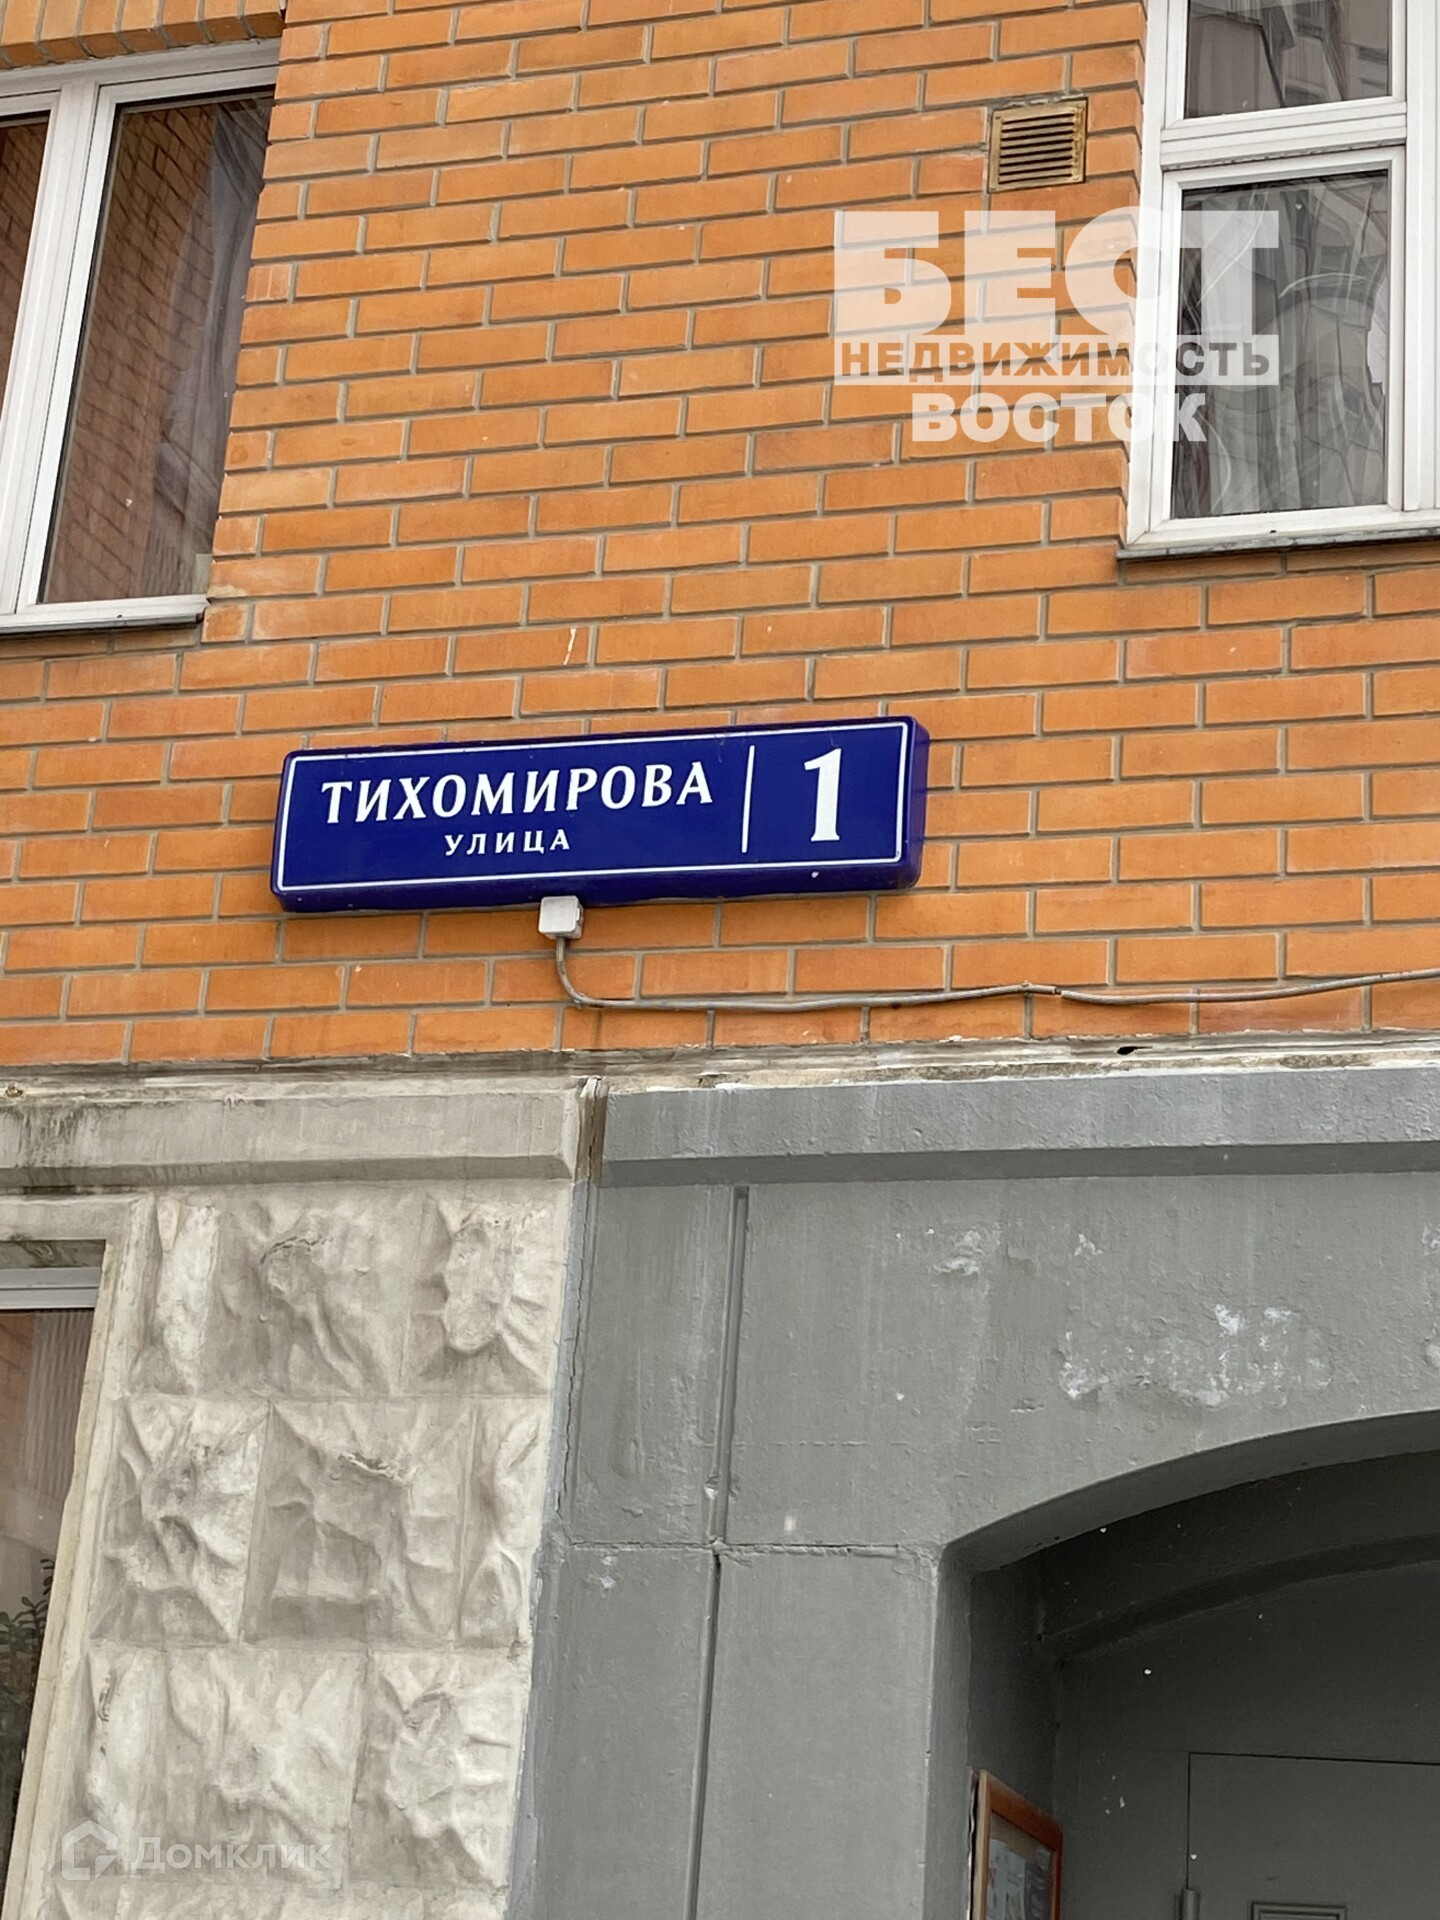 БЕСТ
НЕДВИЖИМОСТЬ
ВОСТОК
ТИХОМИРОВА
УЛИЦА
1
Домклик